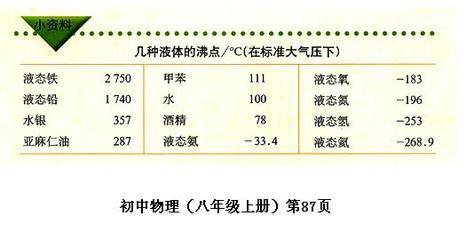 小资料
几种液体的沸点/℃(在标准大气压下)
液态铁 2 750 甲苯 111 液态氧 −183
液态铅 1 740 水 100 液态氮 −196
水银 357 酒精 78 液态氢 −253
亚麻仁油 287 液态氨 −33.4 液态氦 −268.9
初中物理（八年级上册）第87页